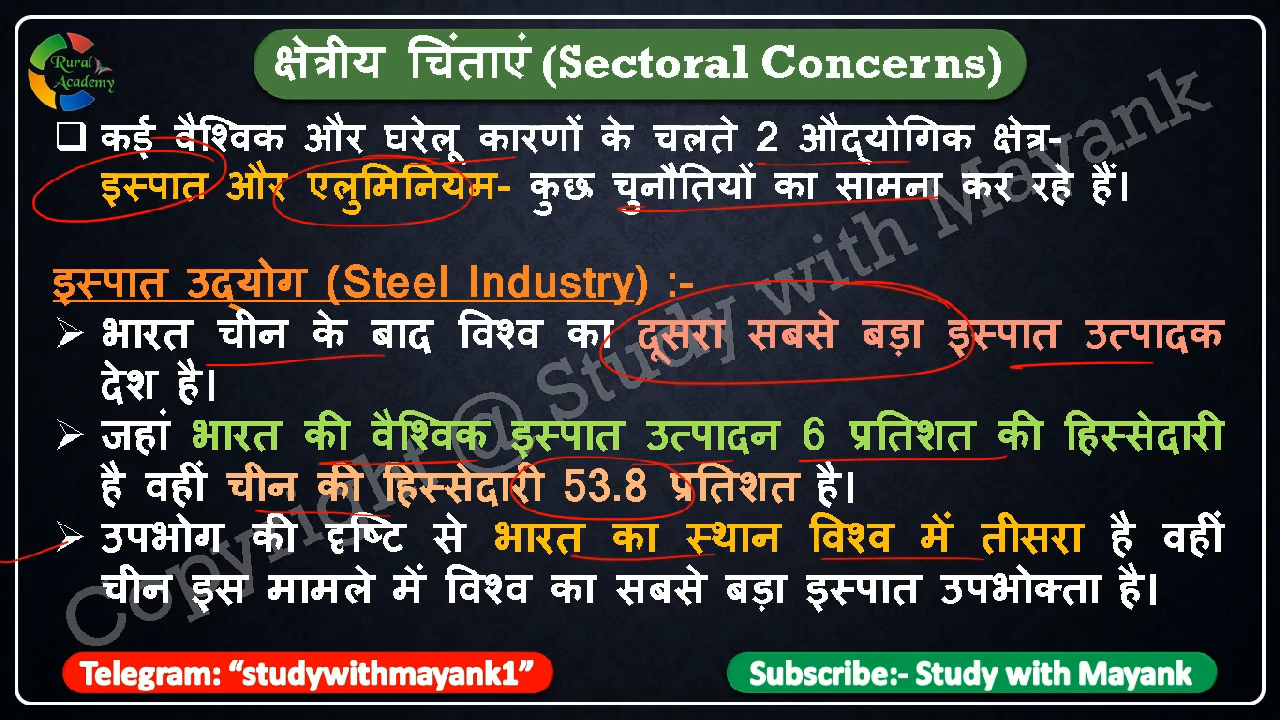 Rural
Academy
क्षेत्रीय चिंताएं (Sectoral Concerns)
कई वैश्विक और घरेलू कारणों के चलते 2 औद्योगिक क्षेत्र-
इस्पात और एलुमिनियम- कुछ चुनौतियों का सामना कर रहे हैं।
इस्पात उद्योग (Steel Industry) :-
भारत चीन के बाद विश्व का दूसरा सबसे बड़ा इस्पात उत्पादक
देश है।
जहां भारत की वैश्विक इस्पात उत्पादन 6 प्रतिशत की हिस्सेदारी
है वहीं चीन की हिस्सेदारी 53.8 प्रतिशत है।
उपभोग की दृष्टि से भारत का स्थान विश्व में तीसरा है वहीं
चीन इस मामले में विश्व का सबसे बड़ा इस्पात उपभोक्ता है।
Copyright @ Study with Mayank
Telegram: “studywithmayank1”
Subscribe:- Study with Mayank